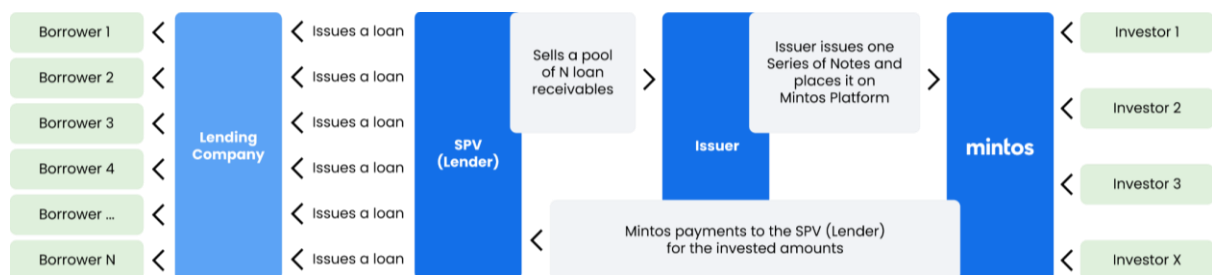 Borrower 1
Borrower 2
Borrower 3
Borrower 4
Borrower ...
Borrower N
Lending
Company
Issues a loan
Issues a loan
Issues a loan
Issues a loan
Issues a loan
Issues a loan
SPV
(Lender)
Sells a pool
of N loan
receivables
Issuer
Issuer issues one
Series of Notes and
places it on
Mintos Platform
Mintos payments to the SPV (Lender)
for the invested amounts
mintos
Investor 1
Investor 2
Investor 3
Investor X